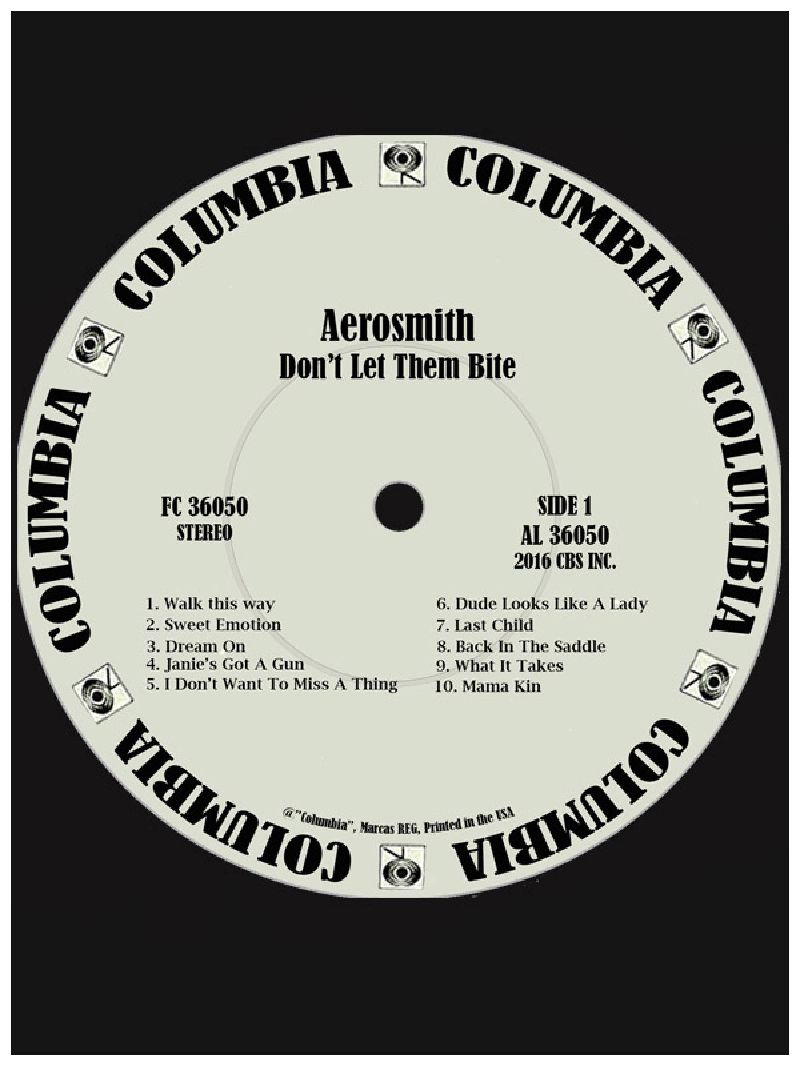 COLUMBIA COLUMBIA
COLUMBIA COLUMBIA
COLUMBIA COLUMBIA
Aerosmith
Don't Let Them Bite
FC 36050
STEREO
SIDE 1
AL 36050
2016 CBS INC.
1. Walk this way
2. Sweet Emotion
3. Dream On
4. Janie's Got A Gun
5. I Don't Want To Miss A Thing
6. Dude Looks Like A Lady
7. Last Child
8. Back In The Saddle
9. What It Takes
10. Mama Kin
@"Columbia", Marcas REG, Printed in the USA